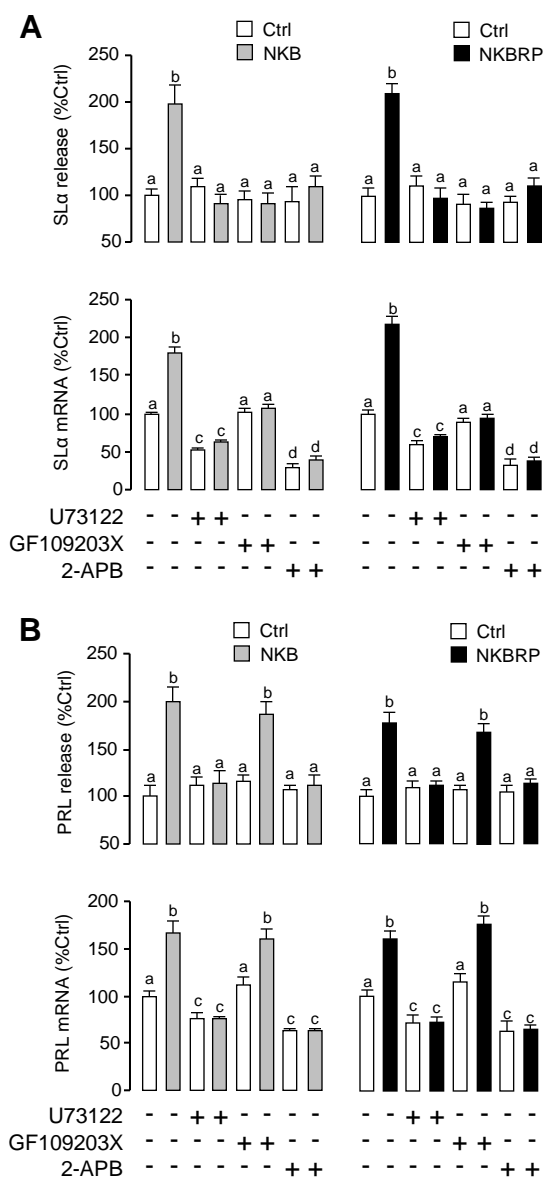 A
Ctrl
NKB
Ctrl
NKBRP
SLα release (%Ctrl)
250
200
150
100
50
a b a a a a a a
a b a a a a a a
SLα mRNA (%Ctrl)
250
200
150
100
50
0
a b c c a a d d
a b c c a a d d
U73122 - - + + - - - - - - + + - - - -
GF109203X - - - - + + - - - - - - + + - -
2-APB - - - - - - + + - - - - - - + +
B
Ctrl
NKB
Ctrl
NKBRP
PRL release (%Ctrl)
250
200
150
100
50
a b a a a b a a
a b a a a b a a
PRL mRNA (%Ctrl)
200
150
100
50
0
a b c c a b c c
a b c c a b c c
U73122 - - + + - - - - - - + + - - - -
GF109203X - - - - + + - - - - - - + + - -
2-APB - - - - - - + + - - - - - - + +